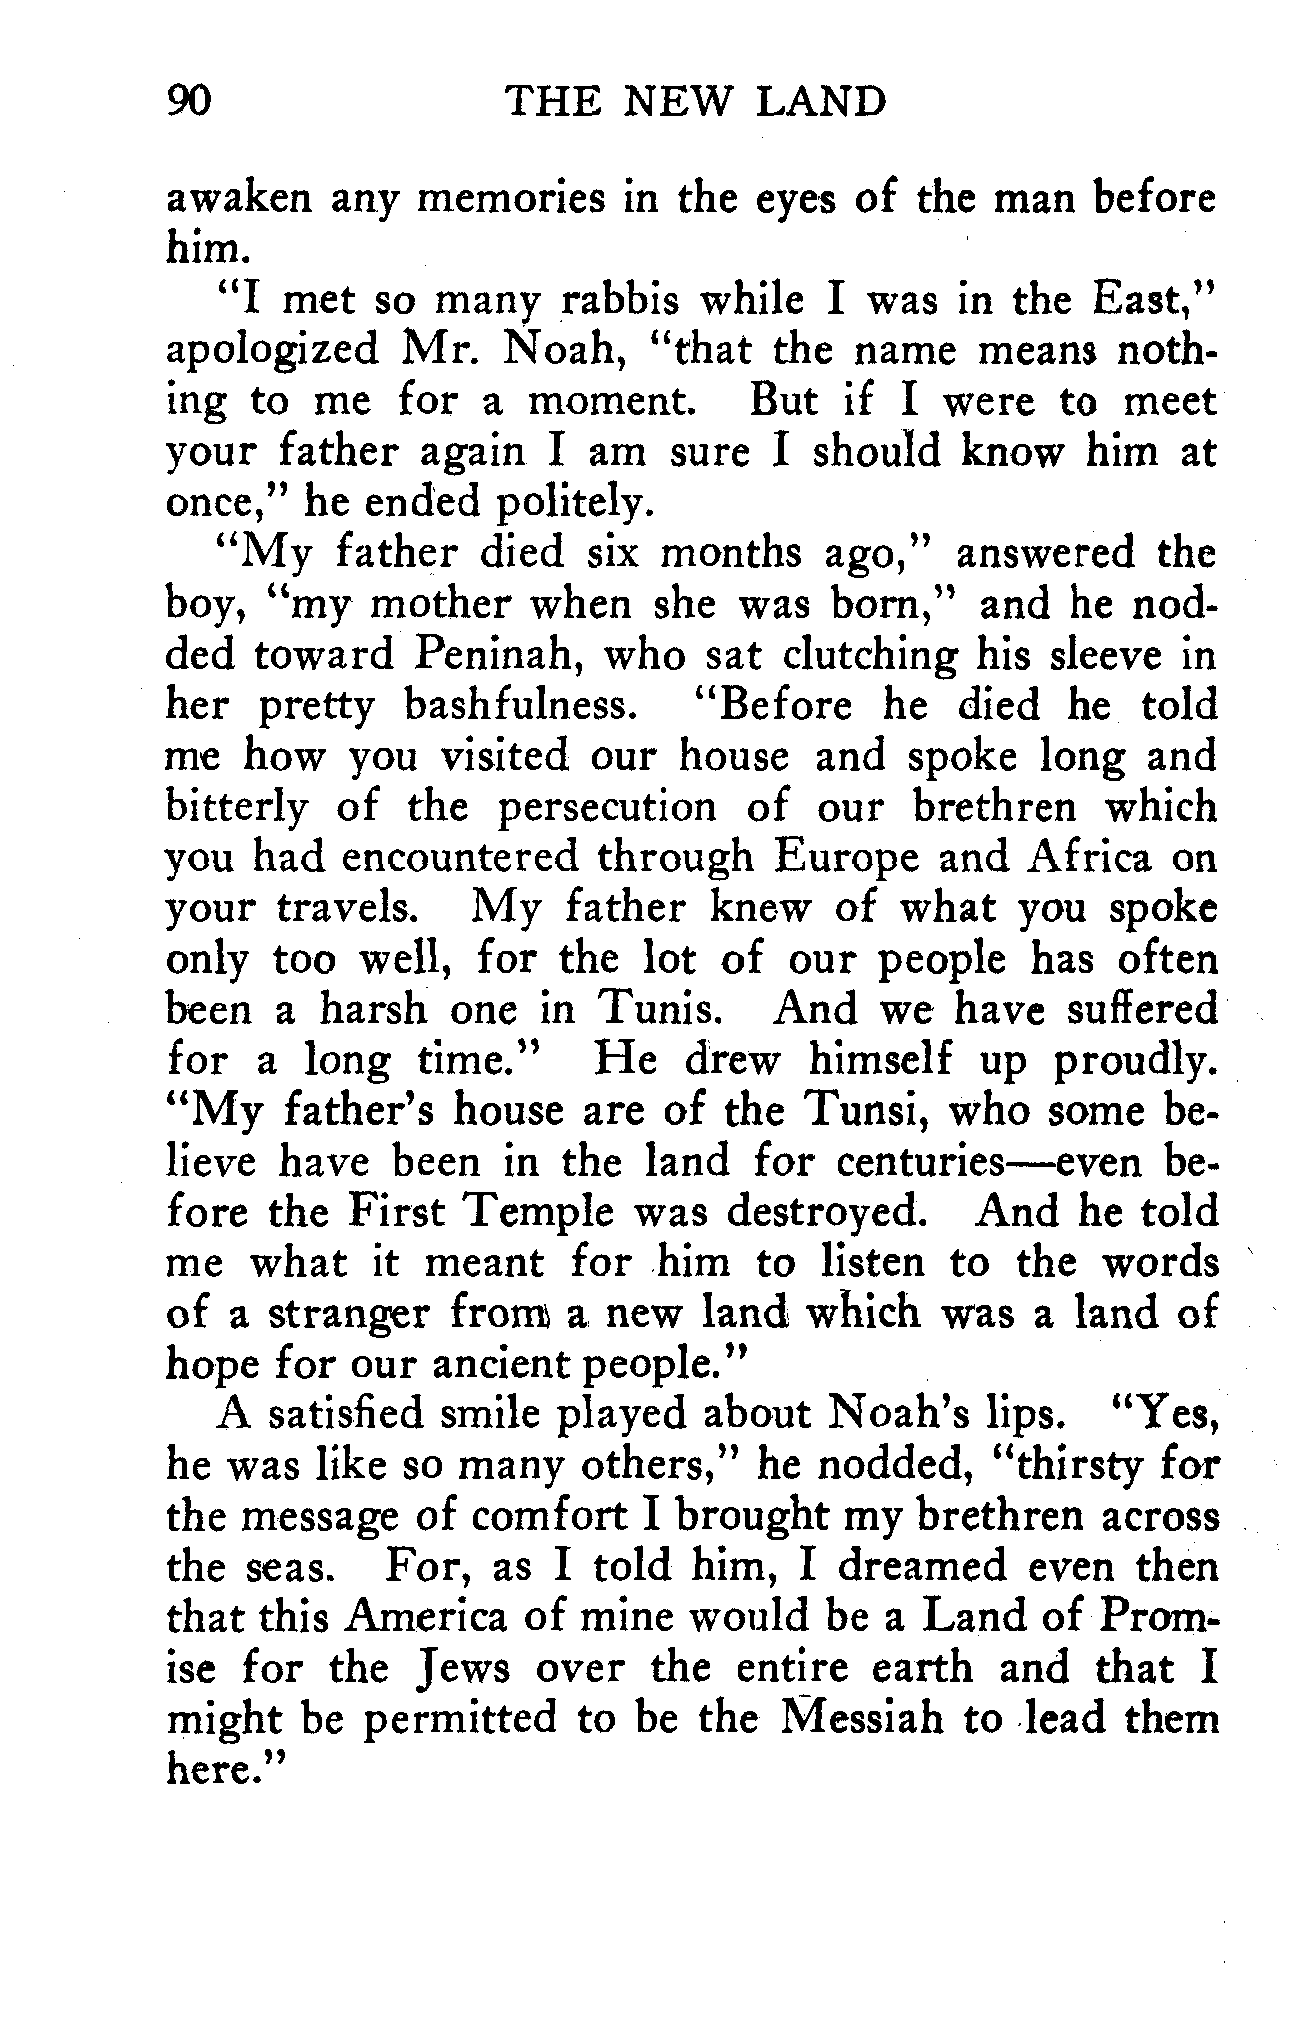 90 THE NEW LAND
awaken any memories in the eyes of the man before
him.
"I met so many rabbis while I was in the East,"
apologized Mr. Noah, "that the name means noth-
ing to me for a moment. But if I were to meet
your father again I am sure I should know him at
once," he ended politely.
"My father died six months ago," answered the
boy, "my mother when she was born," and he nod-
ded toward Peninah, who sat clutching his sleeve in
her pretty bashfulness. "Before he died he told
me how you visited our house and spoke long and
bitterly of the persecution of our brethren which
you had encountered through Europe and Africa on
your travels. My father knew of what you spoke
only too well, for the lot of our people has often
been a harsh one in Tunis. And we have suffered
for a long time." He drew himself up proudly.
"My father's house are of the Tunsi, who some be-
lieve have been in the land for centuries—even be-
fore the First Temple was destroyed. And he told
me what it meant for him to listen to the words
of a stranger from a new land which was a land of
hope for our ancient people."
A satisfied smile played about Noah's lips. "Yes,
he was like so many others," he nodded, "thirsty for
the message of comfort I brought my brethren across
the seas. For, as I told him, I dreamed even then
that this America of mine would be a Land of Prom-
ise for the Jews over the entire earth and that I
might be permitted to be the Messiah to lead them
here."